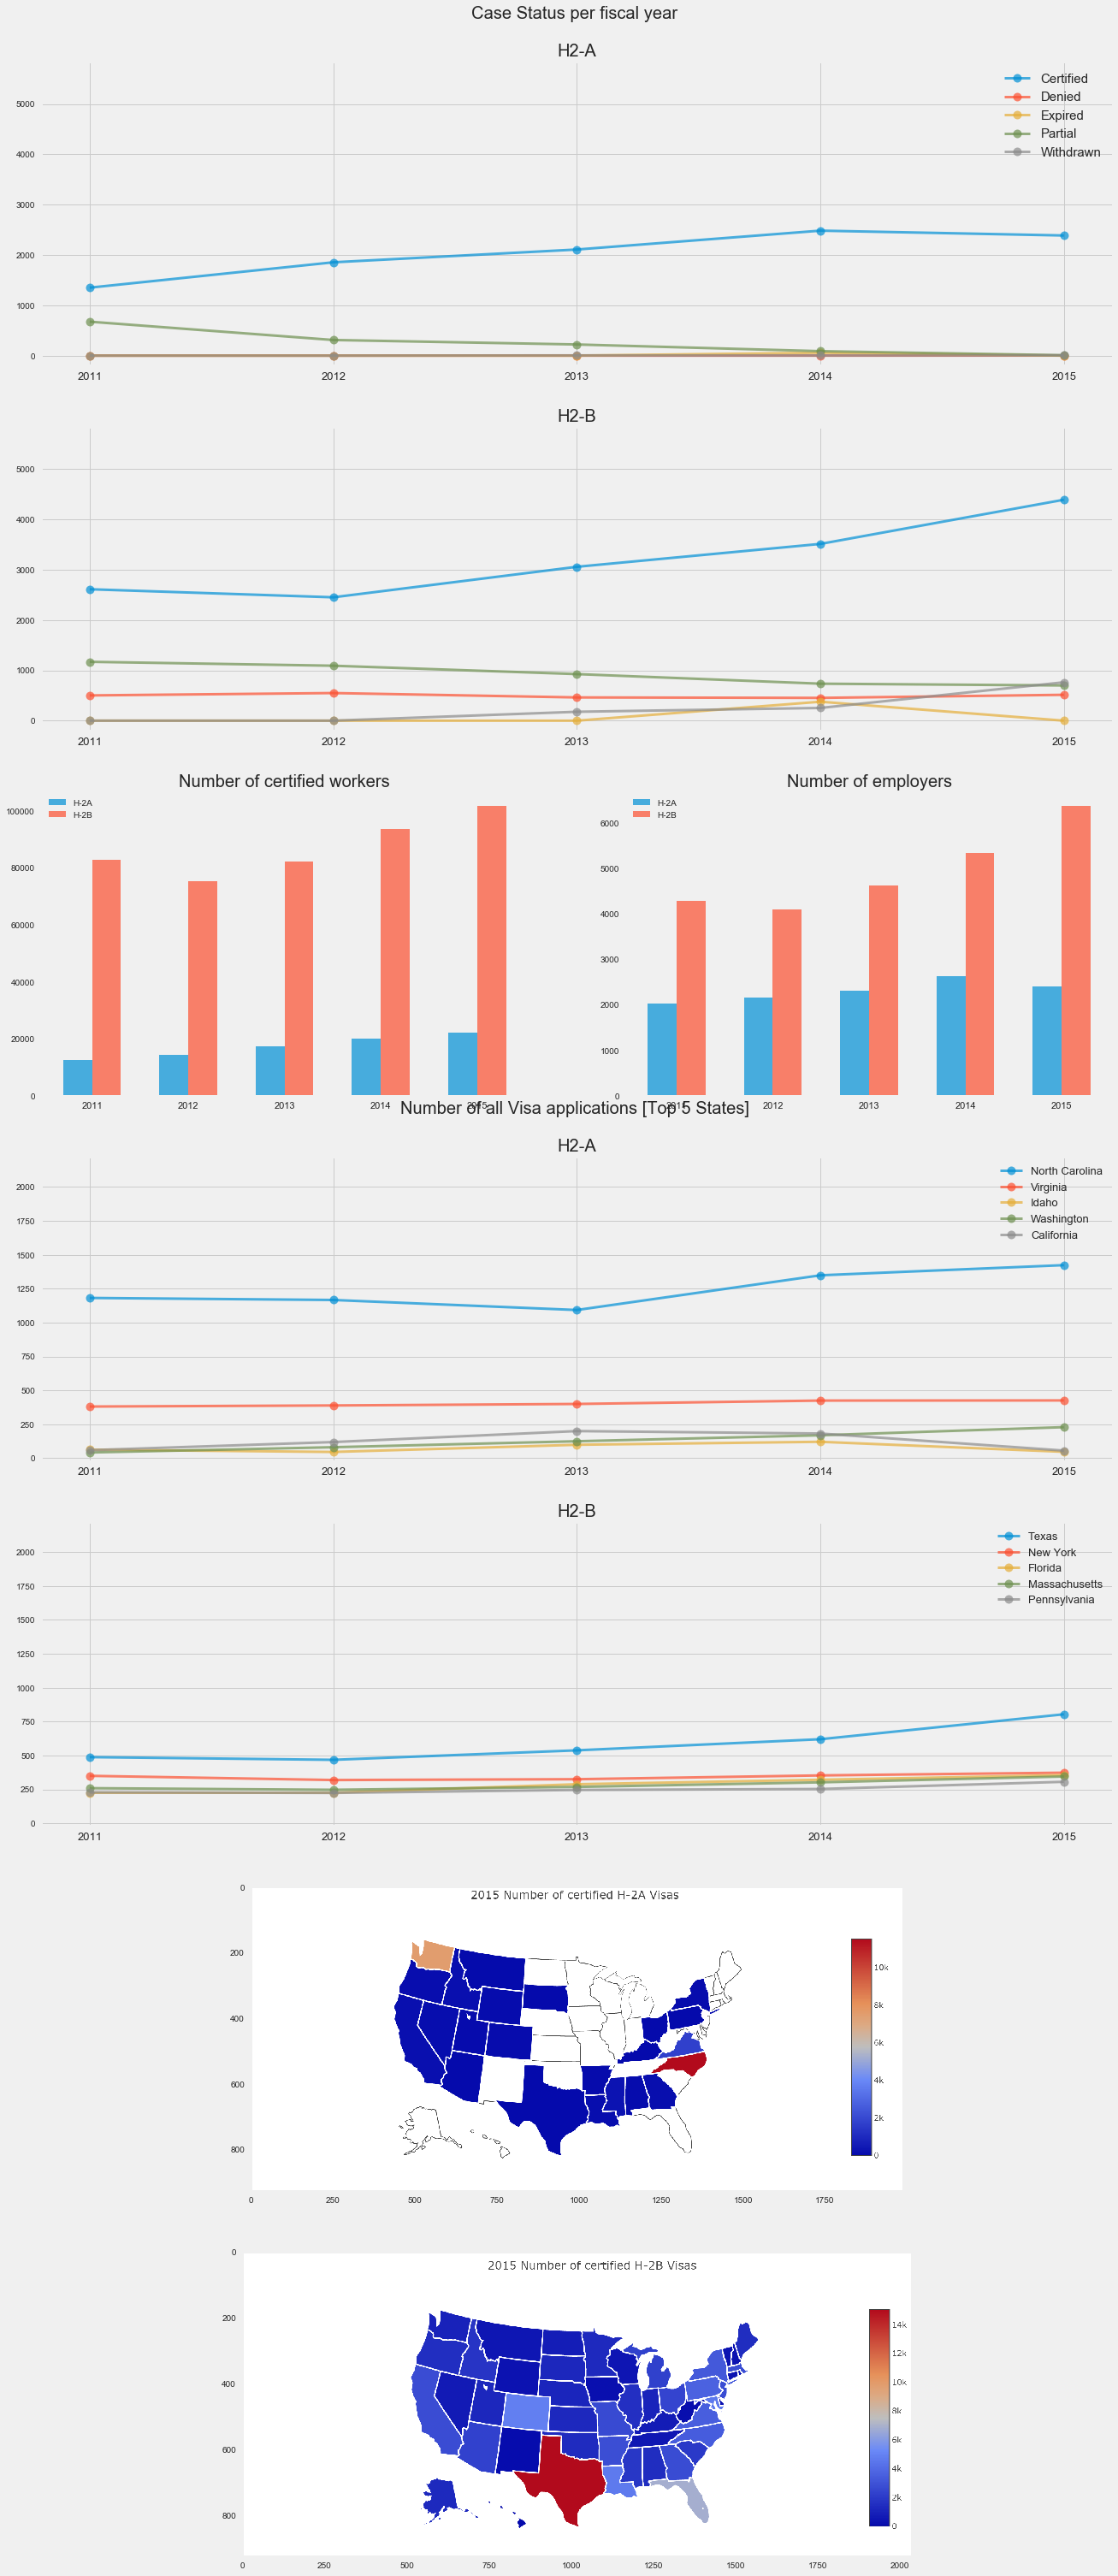 Case Status per fiscal year
H2-A
Certified
Denied
Expired
Partial
Withdrawn
5000
4000
3000
2000
1000
0
2011 2012 2013 2014 2015
H2-B
5000
4000
3000
2000
1000
0
2011 2012 2013 2014 2015
Number of certified workers
H-2A
H-2B
100000
80000
60000
40000
20000
0
2011 2012 2013 2014 2015
Number of employers
H-2A
H-2B
6000
5000
4000
3000
2000
1000
0
2011 2012 2013 2014 2015
Number of all Visa applications [Top 5 States]
H2-A
North Carolina
Virginia
Idaho
Washington
California
2000
1750
1500
1250
1000
750
500
250
0
2011 2012 2013 2014 2015
H2-B
Texas
New York
Florida
Massachusetts
Pennsylvania
2000
1750
1500
1250
1000
750
500
250
0
2011 2012 2013 2014 2015
2015 Number of certified H-2A Visas
0
200
400
600
800
10k
8k
6k
4k
2k
0
0 250 500 750 1000 1250 1500 1750
2015 Number of certified H-2B Visas
0
200
400
600
800
14k
12k
10k
8k
6k
4k
2k
0
0 250 500 750 1000 1250 1500 1750 2000